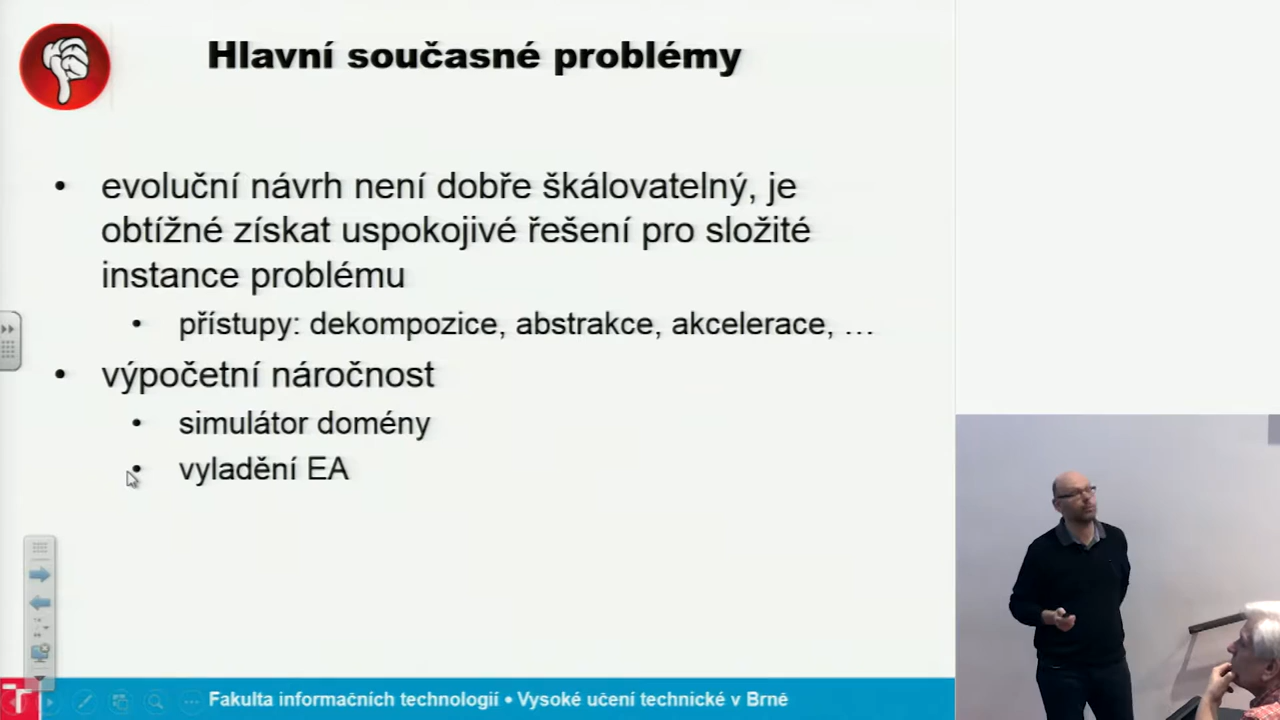 Hlavní současné problémy
• evoluční návrh není dobře škálovatelný, je
obtížné získat uspokojivé řešení pro složité
instance problému
• přístupy: dekompozice, abstrakce, akcelerace, …
• výpočetní náročnost
• simulátor domény
• vyladění EA
Fakulta informačních technologií • Vysoké učení technické v Brně